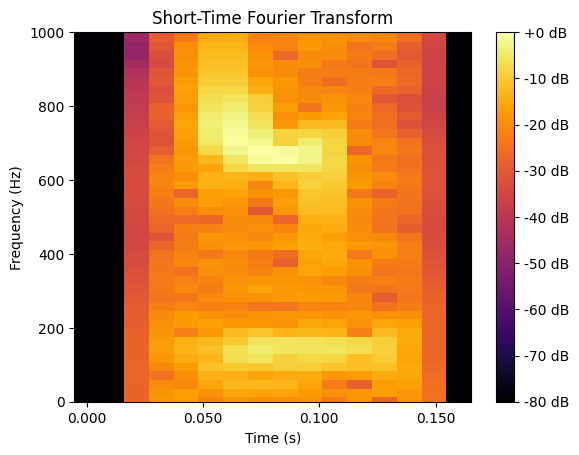 Short-Time Fourier Transform
1000
800
600
400
200
0
Frequency (Hz)
0.000
0.050
0.100
0.150
Time (s)
+0 dB
-10 dB
-20 dB
-30 dB
-40 dB
-50 dB
-60 dB
-70 dB
-80 dB